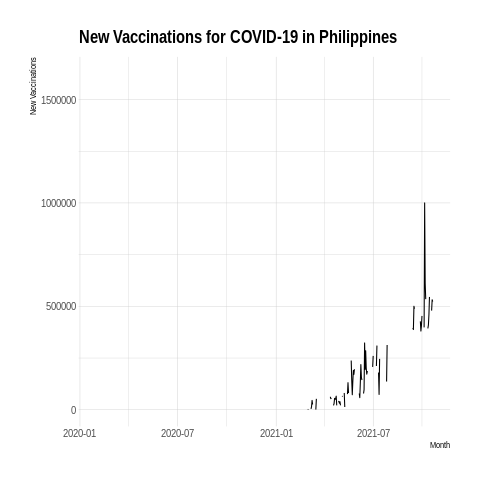 New Vaccinations for COVID-19 in Philippines
New Vaccinations
1500000
1000000
500000
0
2020-01 2020-07 2021-01 2021-07
Month